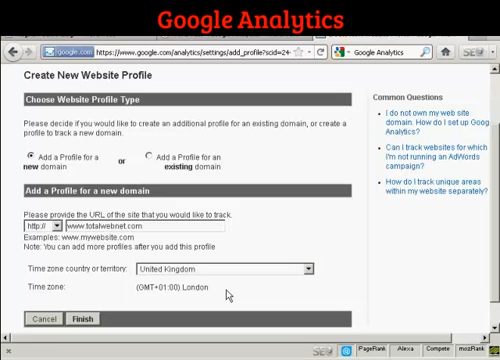 Google Analytics
google.com https://www.google.com/analytics/settings/add_profile?scid=24
Google Analytics
SEO
Create New Website Profile
Choose Website Profile Type
Please decide if you would like to create an additional profile for an existing domain, or create a
profile to track a new domain.
Add a Profile for a
new domain
or
Add a Profile for an
existing domain
Add a Profile for a new domain
Please provide the URL of the site that you would like to track.
http:// www.totalwebnet.com
Examples: www.mywebsite.com
Note: You can add more profiles after you add this profile
Time zone country or territory: United Kingdom
Time zone: (GMT+01:00) London
Cancel Finish
Common Questions
I do not own my web site
domain. How do I set up Goog
Analytics?
Can I track websites for which
I'm not running an AdWords
campaign?
How do I track unique areas
within my website separately?
SEO PageRank Alexa Compete mozRank